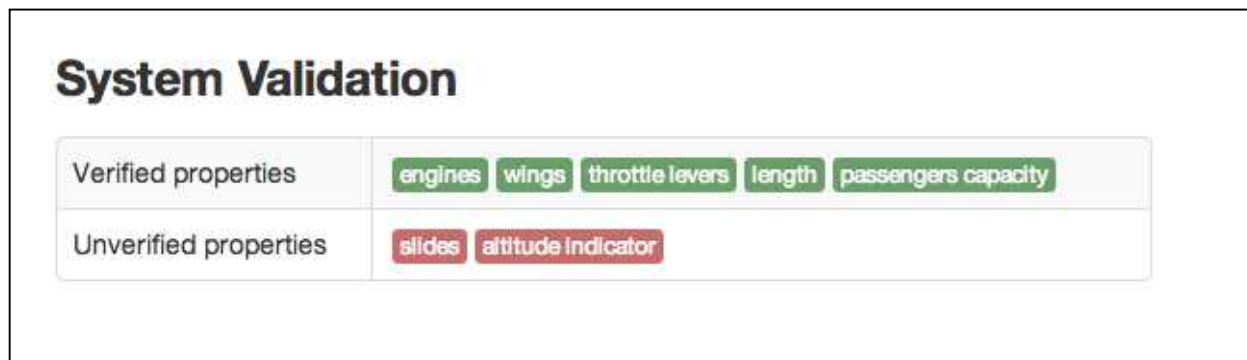 System Validation
Verified properties engines wings throttle levers length passengers capacity
Unverified properties slides altitude indicator